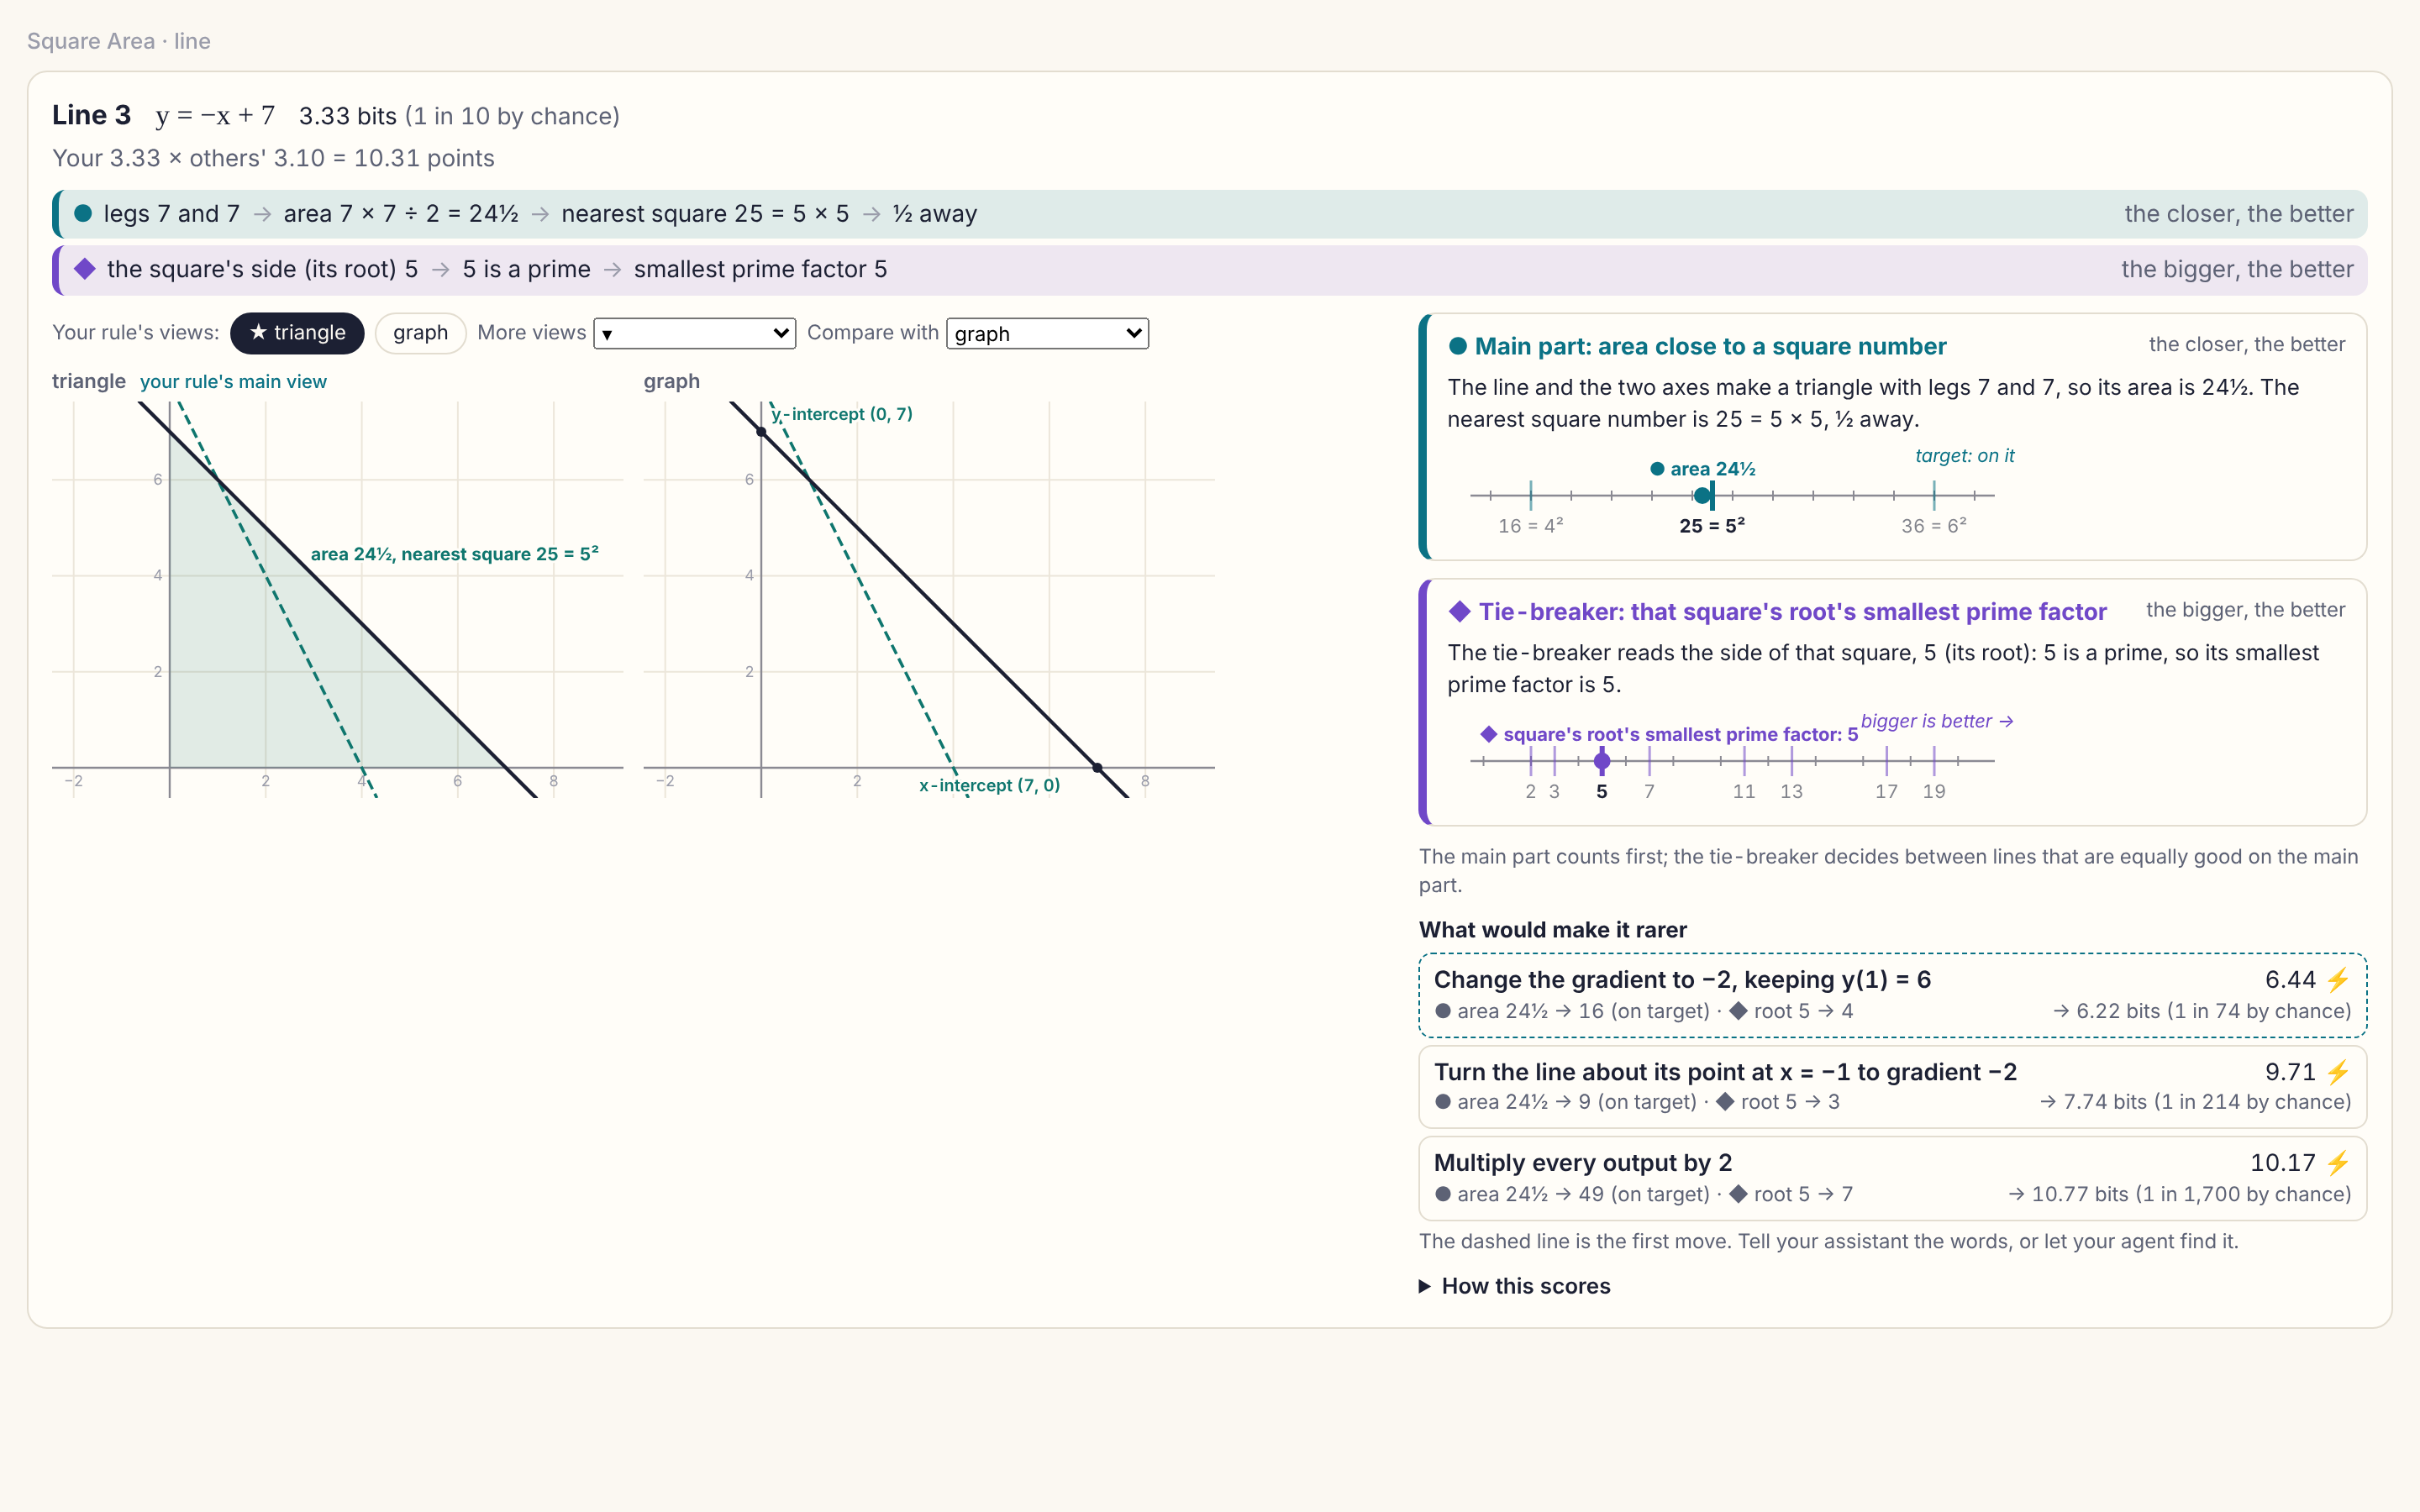 Square Area · line
Line 3 y = −x + 7 3.33 bits (1 in 10 by chance)
Your 3.33 × others' 3.10 = 10.31 points
● legs 7 and 7 → area 7 × 7 ÷ 2 = 24½ → nearest square 25 = 5 × 5 → ½ away the closer, the better
◆ the square's side (its root) 5 → 5 is a prime → smallest prime factor 5 the bigger, the better
Your rule's views: ★ triangle graph More views ▾ Compare with graph
triangle your rule's main view
area 24½, nearest square 25 = 5²
6
4
2
−2 2 4 6 8
graph
y-intercept (0, 7)
6
4
2
−2 2 8
x-intercept (7, 0)
● Main part: area close to a square number the closer, the better
The line and the two axes make a triangle with legs 7 and 7, so its area is 24½. The
nearest square number is 25 = 5 × 5, ½ away.
target: on it
● area 24½
16 = 4² 25 = 5² 36 = 6²
◆ Tie-breaker: that square's root's smallest prime factor the bigger, the better
The tie-breaker reads the side of that square, 5 (its root): 5 is a prime, so its smallest
prime factor is 5.
bigger is better →
◆ square's root's smallest prime factor: 5
2 3 5 7 11 13 17 19
The main part counts first; the tie-breaker decides between lines that are equally good on the main
part.
What would make it rarer
Change the gradient to −2, keeping y(1) = 6 6.44 ⚡
● area 24½ → 16 (on target) · ◆ root 5 → 4 → 6.22 bits (1 in 74 by chance)
Turn the line about its point at x = −1 to gradient −2 9.71 ⚡
● area 24½ → 9 (on target) · ◆ root 5 → 3 → 7.74 bits (1 in 214 by chance)
Multiply every output by 2 10.17 ⚡
● area 24½ → 49 (on target) · ◆ root 5 → 7 → 10.77 bits (1 in 1,700 by chance)
The dashed line is the first move. Tell your assistant the words, or let your agent find it.
▶ How this scores